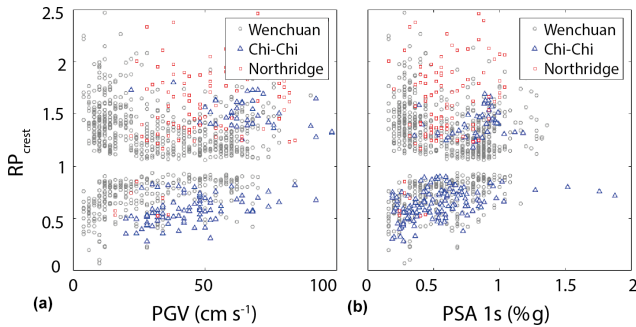 2.5
2
1.5
1
0.5
0
RPcrest
Wenchuan
Chi-Chi
Northridge
0
50
100
(a)
PGV (cm s⁻¹)
Wenchuan
Chi-Chi
Northridge
0
0.5
1
1.5
2
(b)
PSA 1s (%g)